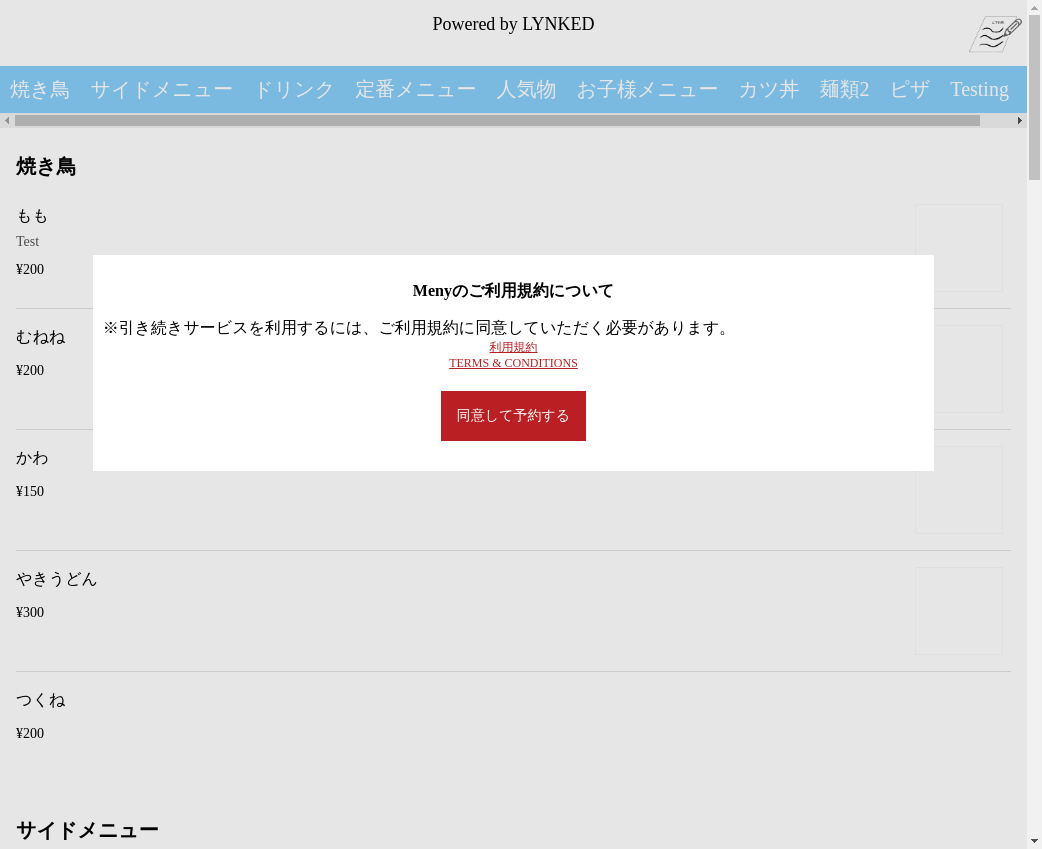 Powered by LYNKED
焼き鳥 サイドメニュー ドリンク 定番メニュー 人気物 お子様メニュー カツ丼 麺類2 ピザ Testing
焼き鳥
もも
Test
¥200
Menyのご利用規約について
※引き続きサービスを利用するには、ご利用規約に同意していただく必要があります。
利用規約
TERMS & CONDITIONS
同意して予約する
むねね
¥200
かわ
¥150
やきうどん
¥300
つくね
¥200
サイドメニュー